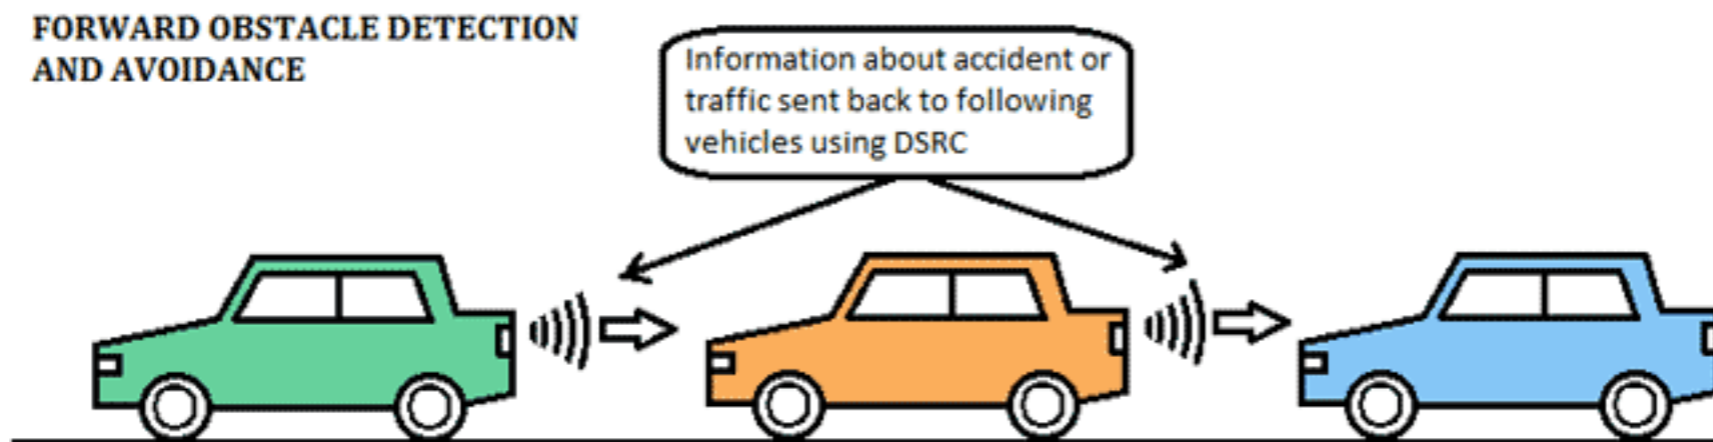 FORWARD OBSTACLE DETECTION
AND AVOIDANCE
Information about accident or
traffic sent back to following
vehicles using DSRC